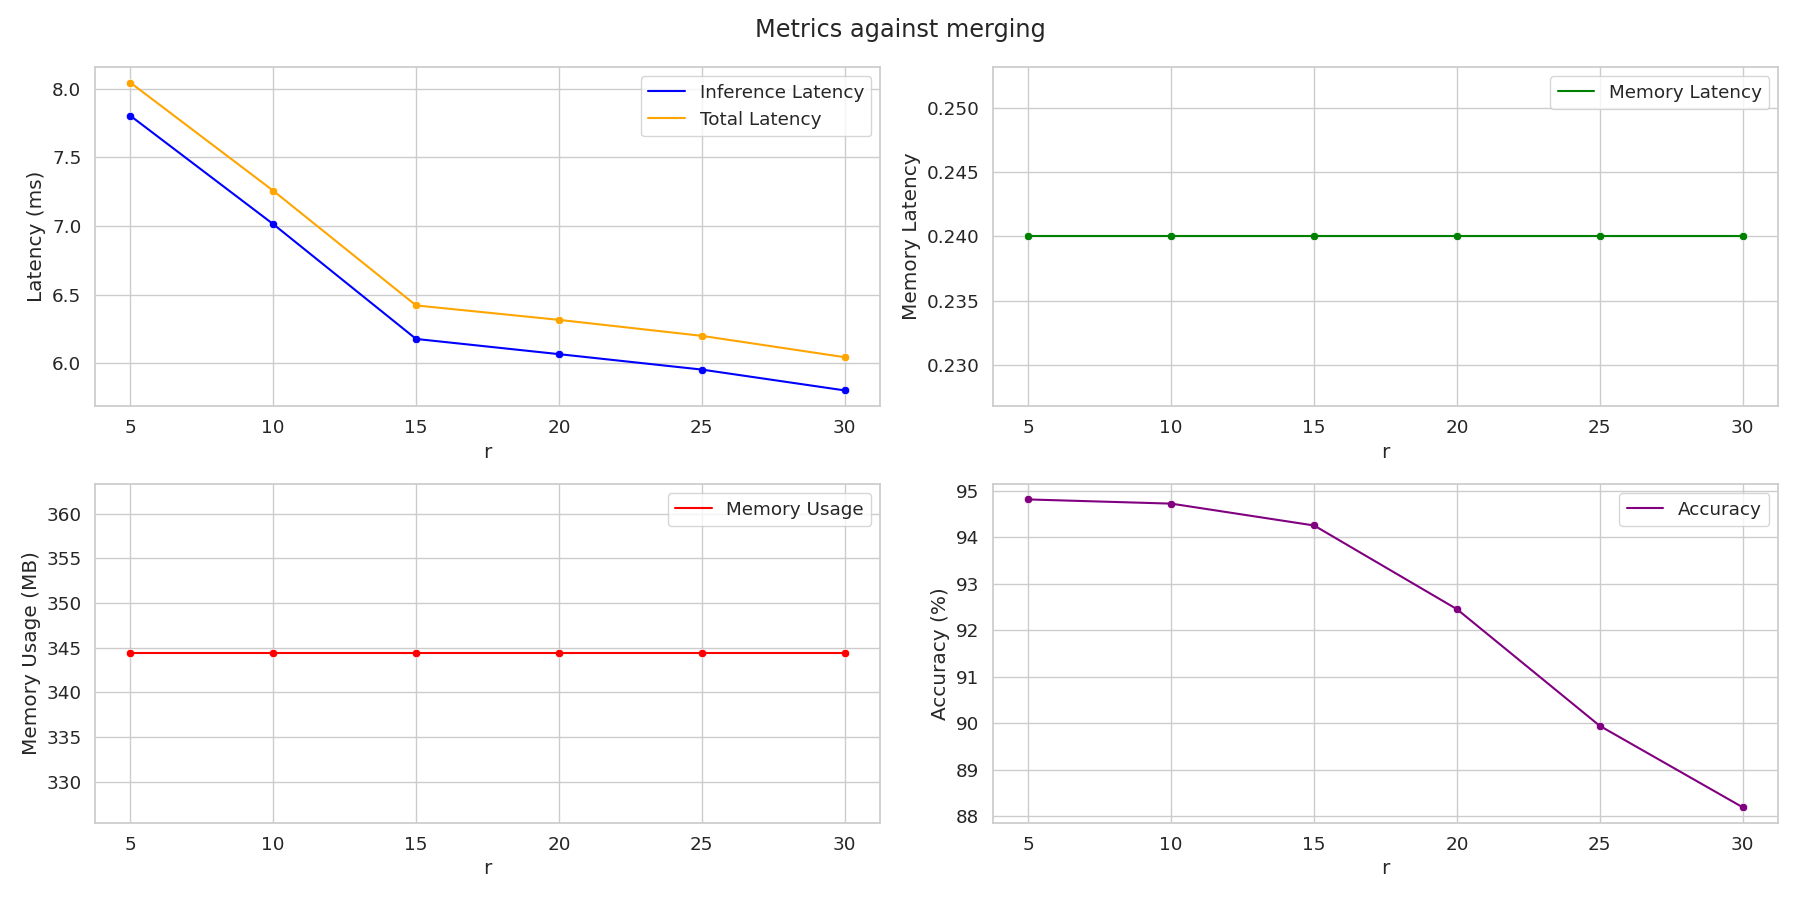 Metrics against merging
Latency (ms)
8.0
7.5
7.0
6.5
6.0
Inference Latency
Total Latency
5 10 15 20 25 30
r
Memory Latency
0.250
0.245
0.240
0.235
0.230
Memory Latency
5 10 15 20 25 30
r
Memory Usage (MB)
360
355
350
345
340
335
330
Memory Usage
5 10 15 20 25 30
r
Accuracy (%)
95
94
93
92
91
90
89
88
Accuracy
5 10 15 20 25 30
r